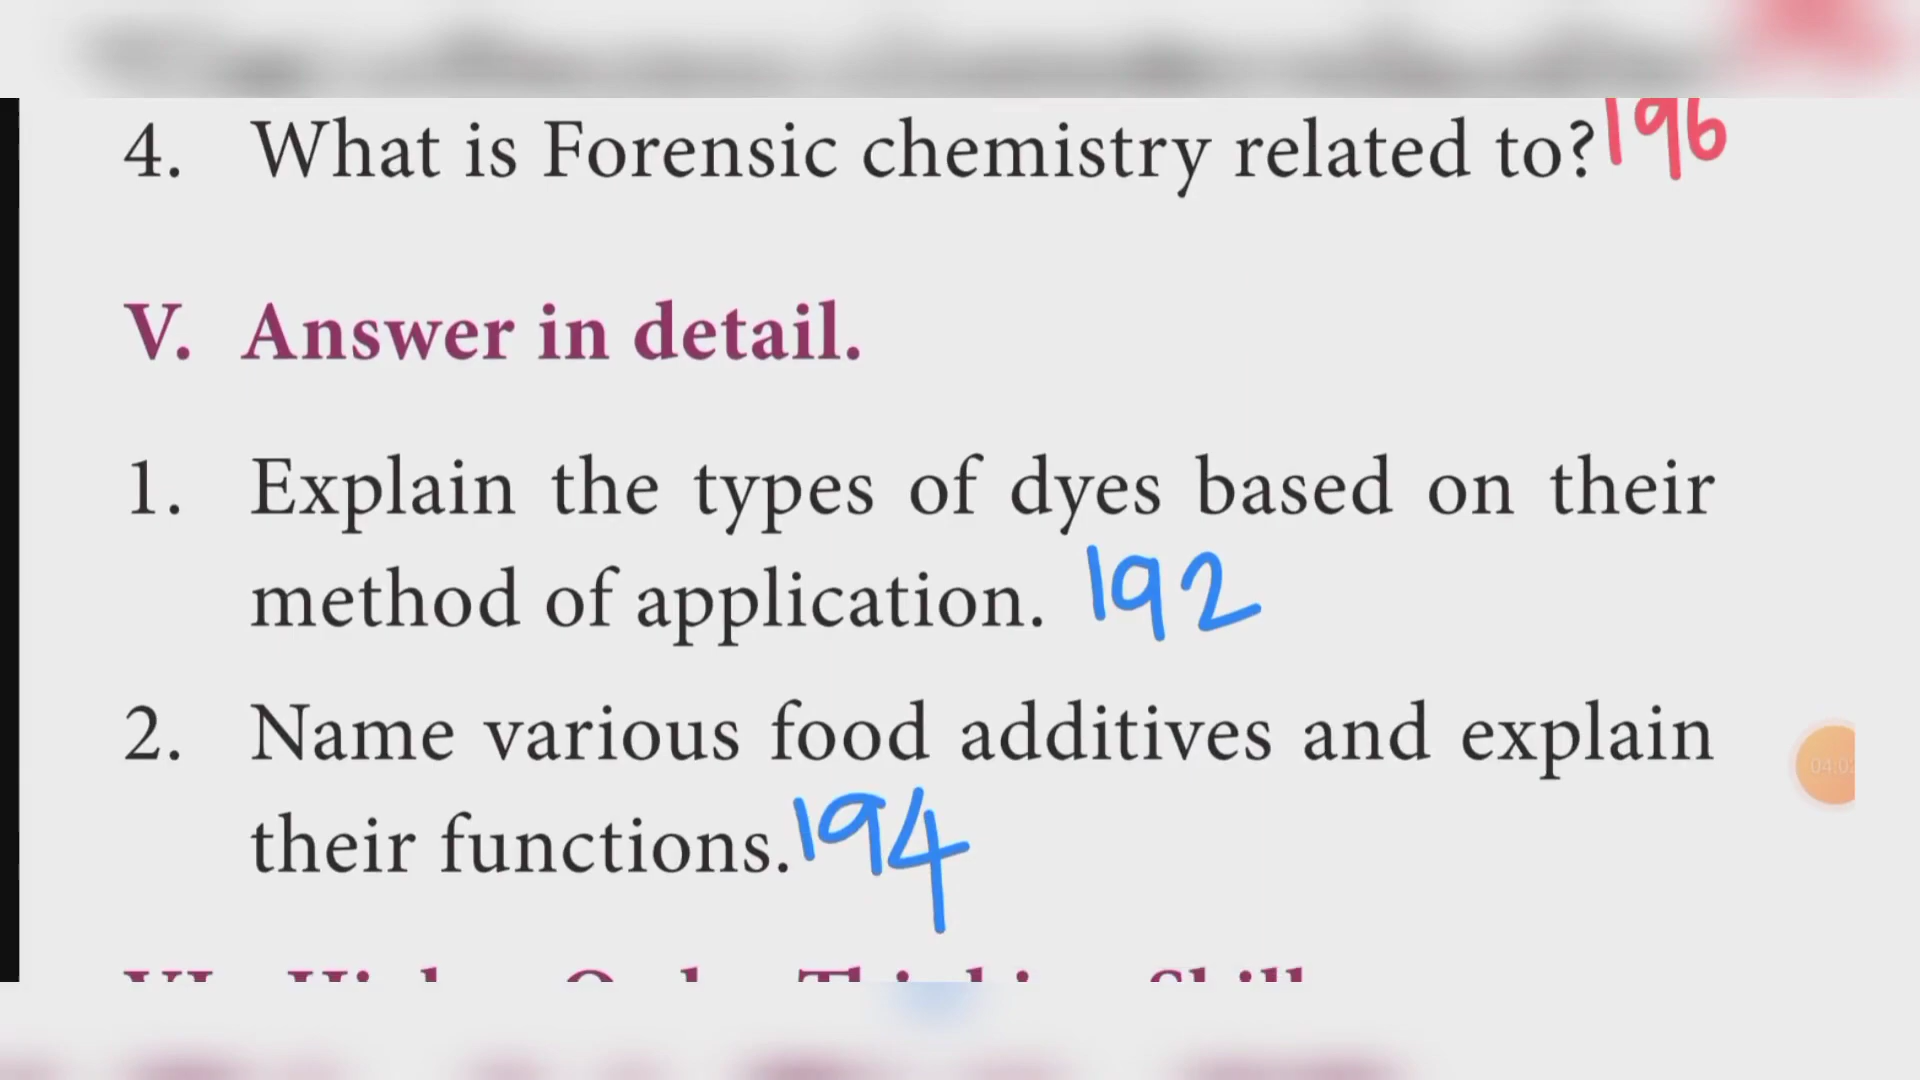 4. What is Forensic chemistry related to? 196
V. Answer in detail.
1. Explain the types of dyes based on their
method of application. 192
2. Name various food additives and explain
their functions. 194